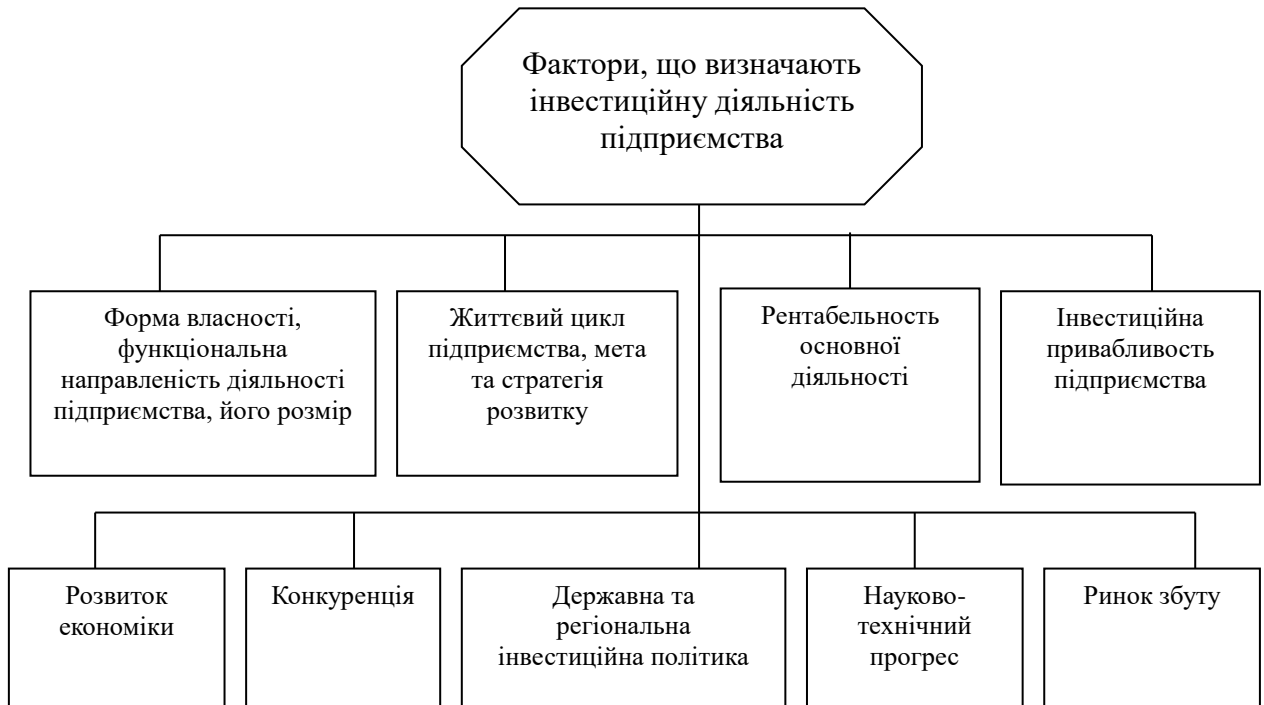 Фактори, що визначають
інвестиційну діяльність
підприємства
Форма власності,
функціональна
направленість діяльності
підприємства, його розмір
Життєвий цикл
підприємства, мета
та стратегія
розвитку
Рентабельность
основної
діяльності
Інвестиційна
привабливость
підприємства
Розвиток
економіки
Конкуренція
Державна та
регіональна
інвестиційна політика
Науково-
технічний
прогрес
Ринок збуту